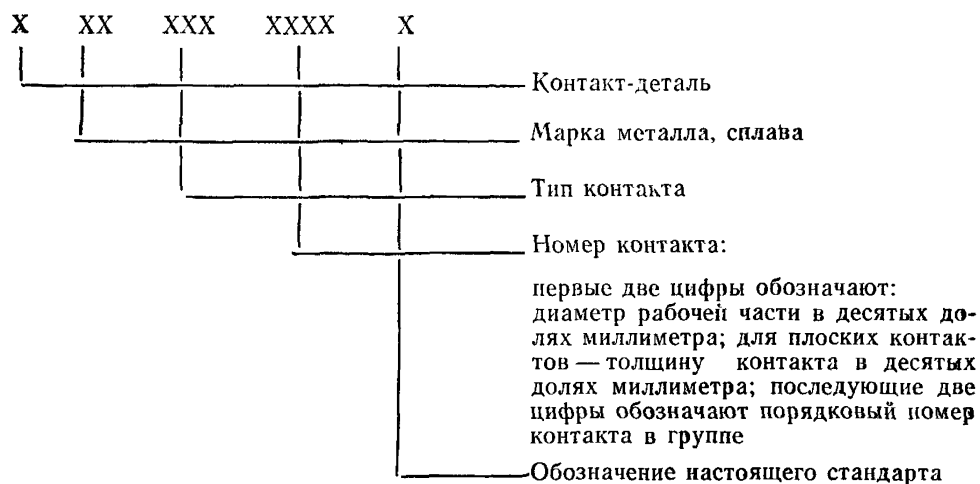 X XX XXX XXXX X
Контакт-деталь
Марка металла, сплава
Тип контакта
Номер контакта:
первые две цифры обозначают:
диаметр рабочей части в десятых до-
лях миллиметра; для плоских контак-
тов — толщину контакта в десятых
долях миллиметра; последующие две
цифры обозначают порядковый номер
контакта в группе
Обозначение настоящего стандарта